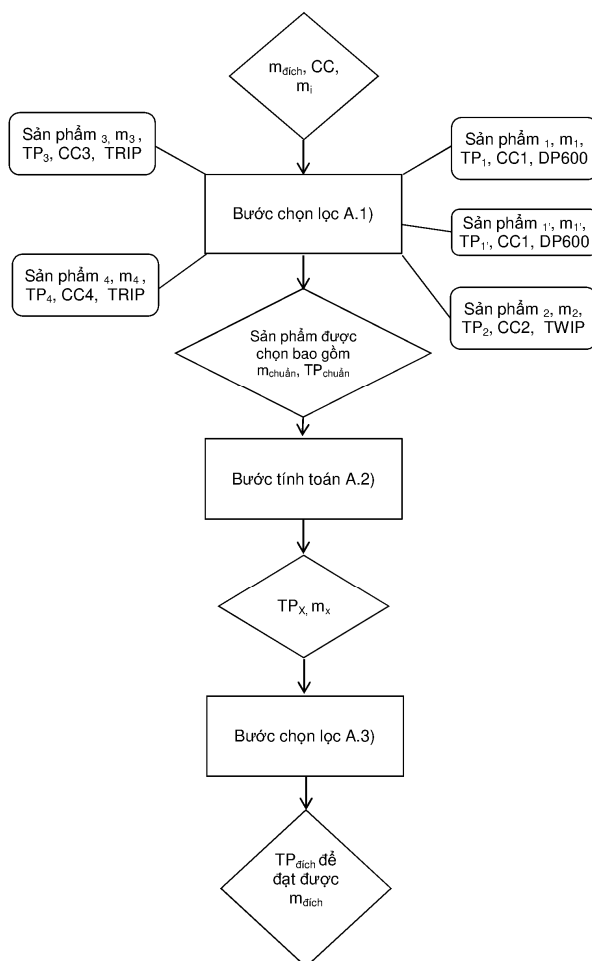 m_đích, CC,
m_i
Sản phẩm ₃, m₃,
TP₃, CC3, TRIP
Sản phẩm ₁, m₁,
TP₁, CC1, DP600
Bước chọn lọc A.1)
Sản phẩm ₁', m₁',
TP₁', CC1, DP600
Sản phẩm ₄, m₄,
TP₄, CC4, TRIP
Sản phẩm ₂, m₂,
TP₂, CC2, TWIP
Sản phẩm được
chọn bao gồm
m_chuẩn, TP_chuẩn
Bước tính toán A.2)
TP_X, m_x
Bước chọn lọc A.3)
TP_đích để
đạt được
m_đích